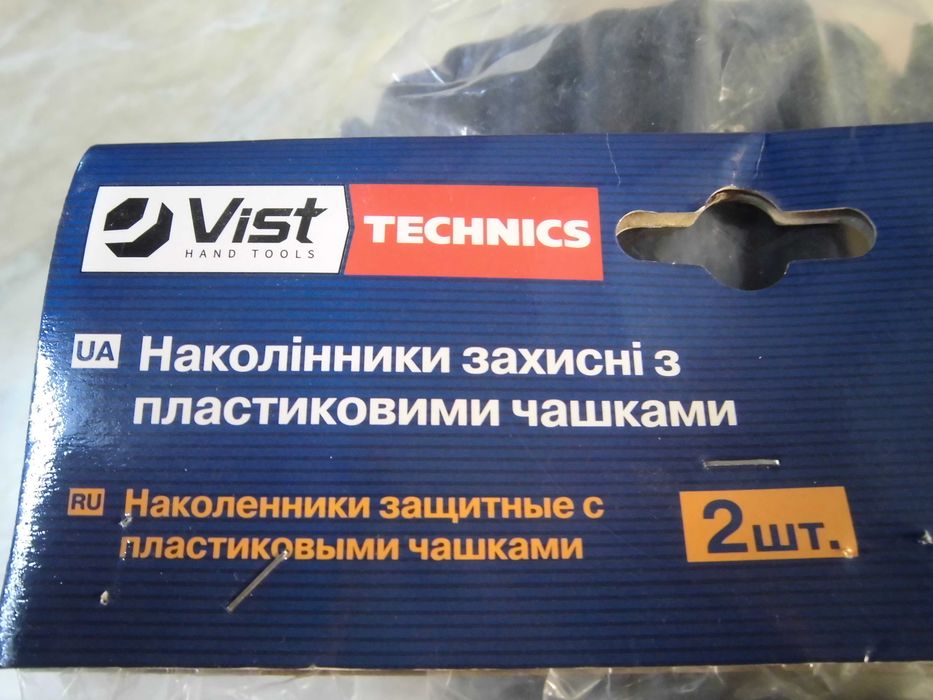 Vist TECHNICS
HAND TOOLS
UA Наколінники захисні з
пластиковими чашками
RU Наколенники защитные с
пластиковыми чашками
2шт.